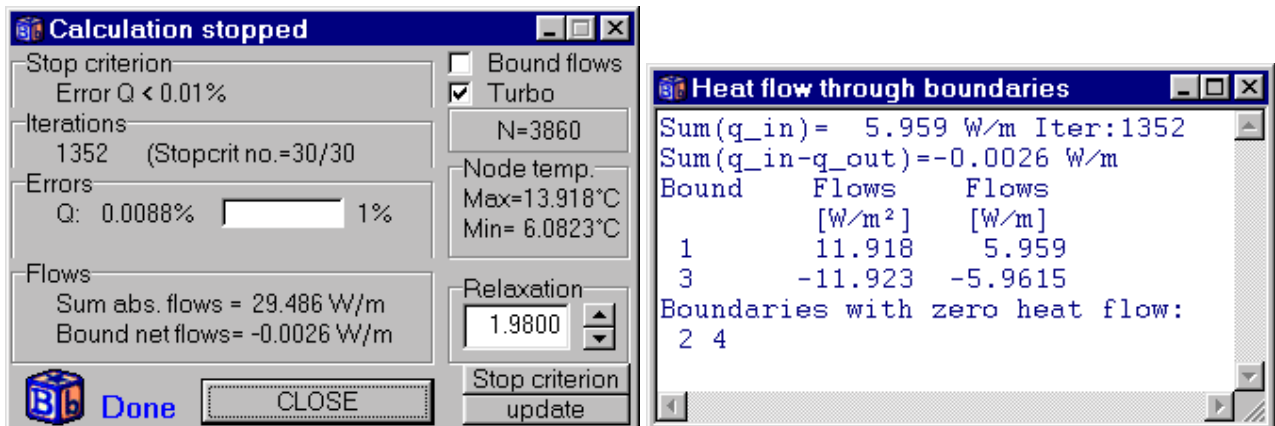 Calculation stopped
Stop criterion
Error Q < 0.01%
Bound flows
Turbo
Iterations
1352 (Stopcrit no.=30/30
N=3860
Errors
Q: 0.0088% 1%
Node temp.
Max=13.918°C
Min= 6.0823°C
Flows
Sum abs. flows = 29.486 W/m
Bound net flows= -0.0026 W/m
Relaxation
1.9800
Bb Done CLOSE
Stop criterion
update
Heat flow through boundaries
Sum(q_in)= 5.959 W/m Iter:1352
Sum(q_in-q_out)=-0.0026 W/m
Bound Flows Flows
[W/m²] [W/m]
1 11.918 5.959
3 -11.923 -5.9615
Boundaries with zero heat flow:
2 4